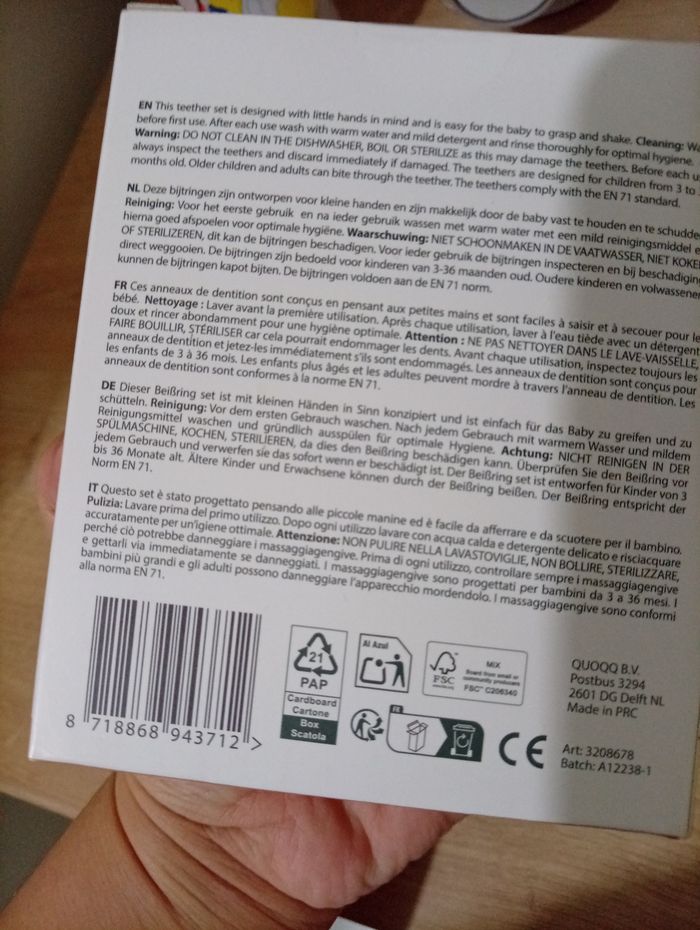 EN This teether set is designed with little hands in mind and is easy for the baby to grasp and shake. Cleaning:
before first use. After each use wash with warm water and mild detergent and rinse thoroughly for optimal hygiene.
Warning: DO NOT CLEAN IN THE DISHWASHER, BOIL OR STERILIZE as this may damage the teethers. Before each
always inspect the teethers and discard immediately if damaged. The teethers are designed for children from 3 to
months old. Older children and adults can bite through the teether. The teethers comply with the EN 71 standard.
NL Deze bijtringen zijn ontworpen voor kleine handen en zijn makkelijk door de baby vast te houden en te
Reiniging: Voor het eerste gebruik en na ieder gebruik wassen met warm water met een mild reinigingsmiddel
hierna goed afspoelen voor optimale hygiëne. Waarschuwing: NIET SCHOONMAKEN IN DE VAATWASSER, NIET
OF STERILIZEREN, dit kan de bijtringen beschadigen. Voor ieder gebruik de bijtringen inspecteren en bij
direct weggooien. De bijtringen zijn bedoeld voor kinderen van 3-36 maanden oud. Oudere kinderen en
kunnen de bijtringen kapot bijten. De bijtringen voldoen aan de EN 71 norm.
FR Ces anneaux de dentition sont conçus en pensant aux petites mains et sont faciles à saisir et à secouer pour
bébé. Nettoyage : Laver avant la première utilisation. Après chaque utilisation, laver à l'eau tiède avec un détergent
doux et rincer abondamment pour une hygiène optimale. Attention : NE PAS NETTOYER DANS LE LAVE-VAISSELLE,
FAIRE BOUILLIR, STÉRILISER car cela pourrait endommager les dents. Avant chaque utilisation, inspectez toujours les
anneaux de dentition et jetez-les immédiatement s'ils sont endommagés. Les anneaux de dentition sont conçus pour
les enfants de 3 à 36 mois. Les enfants plus âgés et les adultes peuvent mordre à travers l'anneau de dentition. Les
anneaux de dentition sont conformes à la norme EN 71.
DE Dieser Beißring set ist mit kleinen Händen in Sinn konzipiert und ist einfach für das Baby zu greifen und zu
schütteln. Reinigung: Vor dem ersten Gebrauch waschen. Nach jedem Gebrauch mit warmem Wasser und mildem
Reinigungsmittel waschen und gründlich ausspülen für optimale Hygiene. Achtung: NICHT REINIGEN IN DER
SPÜLMASCHINE, KOCHEN, STERILIEREN, da dies den Beißring beschädigen kann. Überprüfen Sie den Beißring vor
jedem Gebrauch und verwerfen sie das sofort wenn er beschädigt ist. Der Beißring set ist entworfen für Kinder von 3
bis 36 Monate alt. Ältere Kinder und Erwachsene können durch der Beißring beißen. Der Beißring entspricht der
Norm EN 71.
IT Questo set è stato progettato pensando alle piccole manine ed è facile da afferrare e da scuotere per il bambino.
Pulizia: Lavare prima del primo utilizzo. Dopo ogni utilizzo lavare con acqua calda e detergente delicato e risciacquare
accuratamente per un'igiene ottimale. Attenzione: NON PULIRE NELLA LAVASTOVIGLIE, NON BOLLIRE, STERILIZZARE,
perché ciò potrebbe danneggiare i massaggiagengive. Prima di ogni utilizzo, controllare sempre i massaggiagengive
e gettarli via immediatamente se danneggiati. I massaggiagengive sono progettati per bambini da 3 a 36 mesi. I
bambini più grandi e gli adulti possono danneggiare l'apparecchio mordendolo. I massaggiagengive sono conformi
alla norma EN 71.
8 718868 943712 >
21
PAP
Cardboard
Cartone
Box
Scatola
Al Azul
FSC
MIX
Board from small or
community producers
FSC™ C206340
FR
CE
QUOQQ B.V.
Postbus 3294
2601 DG Delft NL
Made in PRC
Art: 3208678
Batch: A12238-1